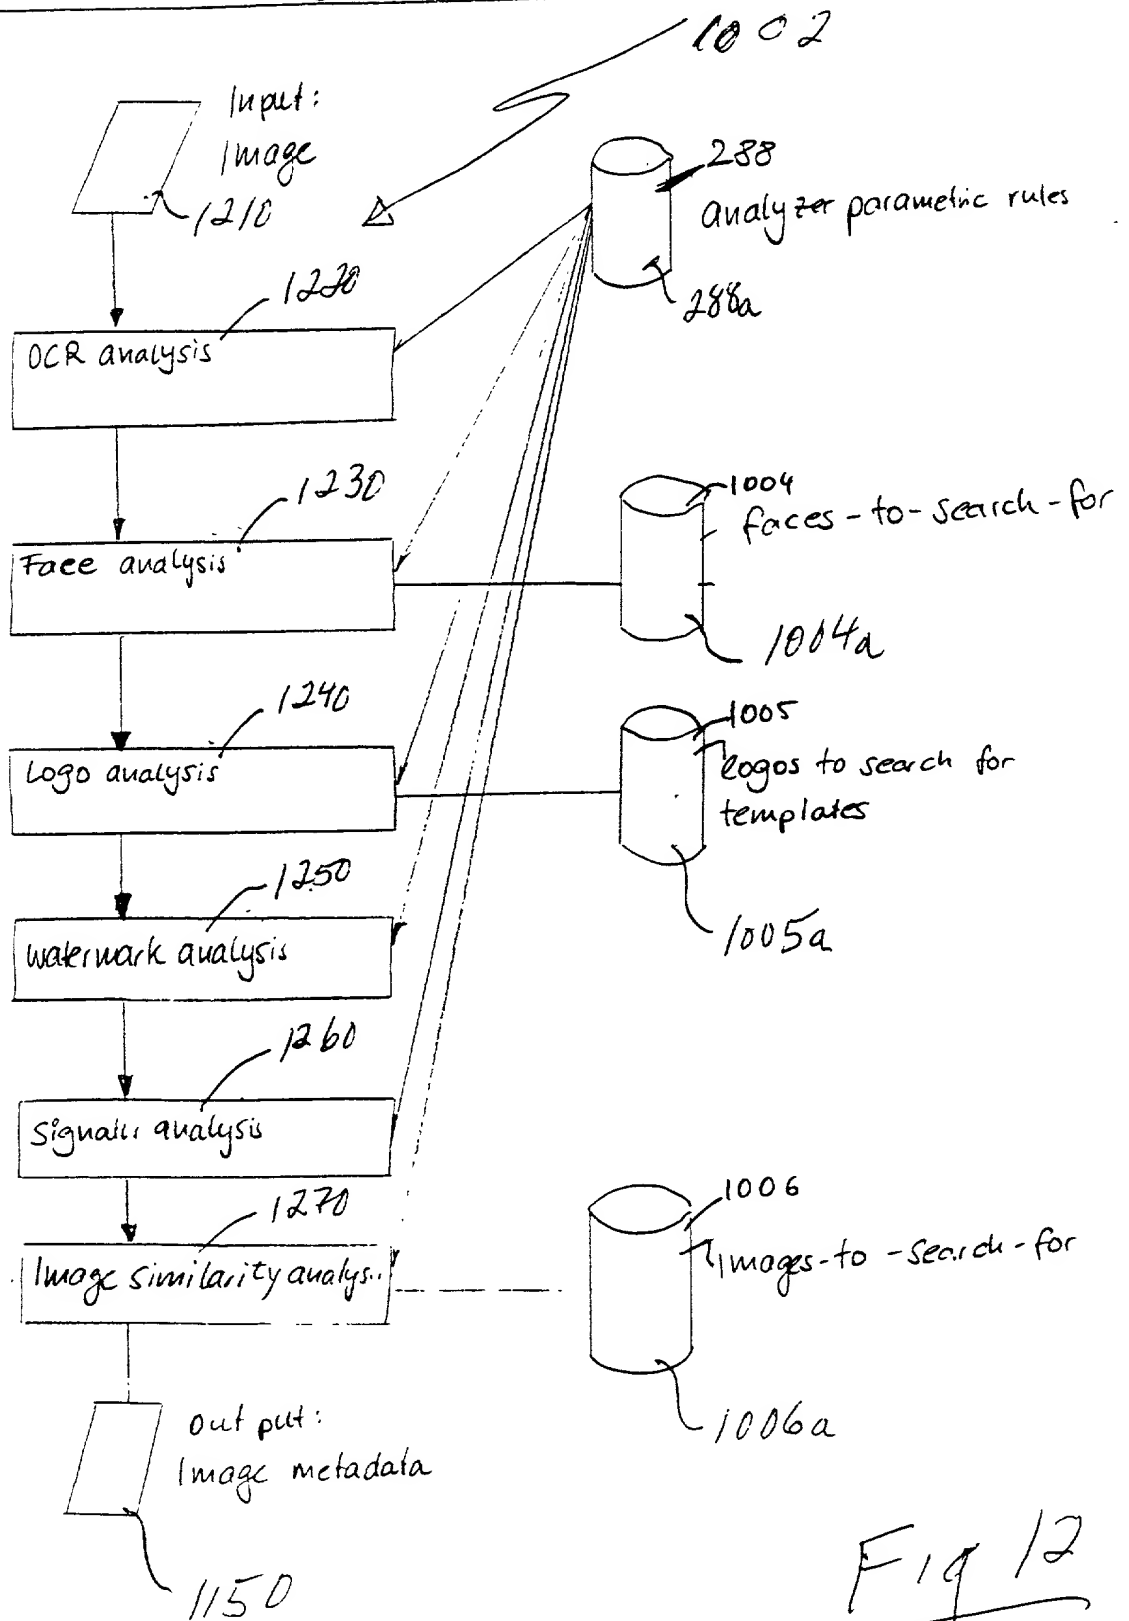 1002
Input:
Image
1210
288
analyzer parametric rules
288a
1220
OCR analysis
1230
Face analysis
1004
faces-to-search-for
1004a
1240
Logo analysis
1005
logos to search for
templates
1005a
1250
watermark analysis
1260
analysis
1270
Image similarity
1006
Images-to-search-for
1006a
output:
Image metadata
1150
Fig 12